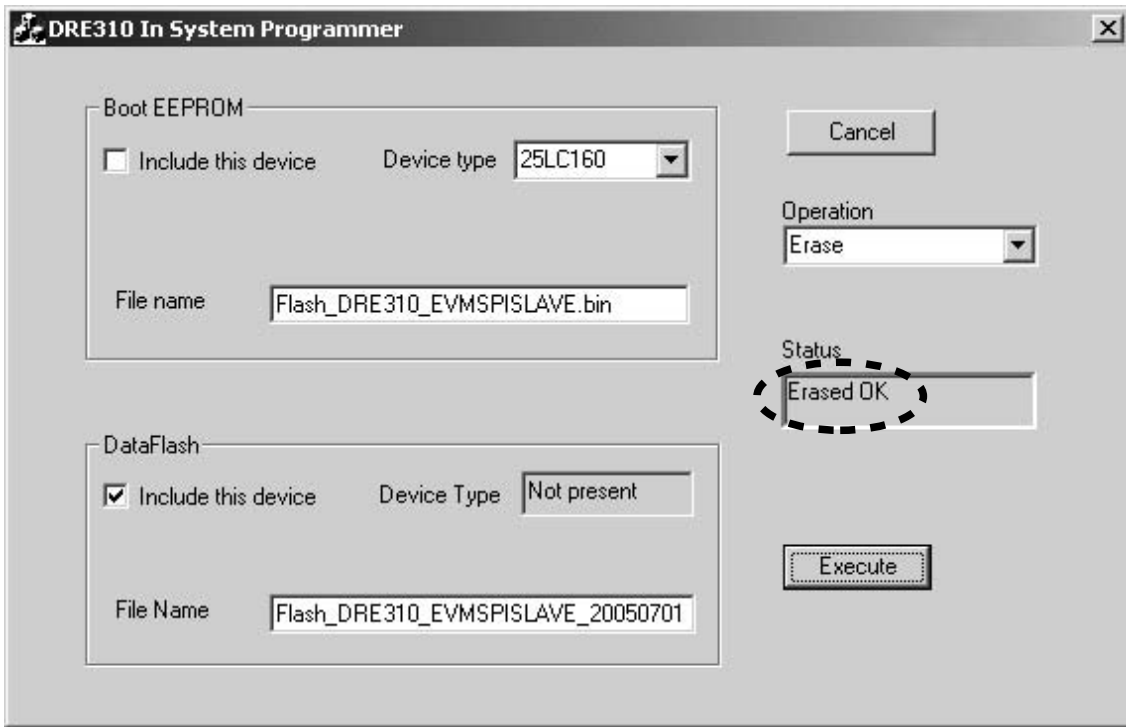 DRE310 In System Programmer
Boot EEPROM
Include this device
Device type
25LC160
File name
Flash_DRE310_EVMSPISLAVE.bin
DataFlash
Include this device
Device Type
Not present
File Name
Flash_DRE310_EVMSPISLAVE_20050701
Cancel
Operation
Erase
Status
Erased OK
Execute